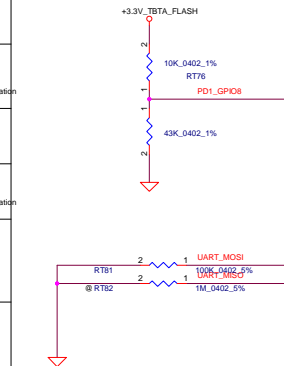 +3.3V_TBTA_FLASH
2
10K_0402_1%
RT76
ation
1
PD1_GPIO8
1
43K_0402_1%
2
ation
2 1 UART_MOSI
RT81 100K_0402_5%
2 1 UART_MISO
@ RT82 1M_0402_5%